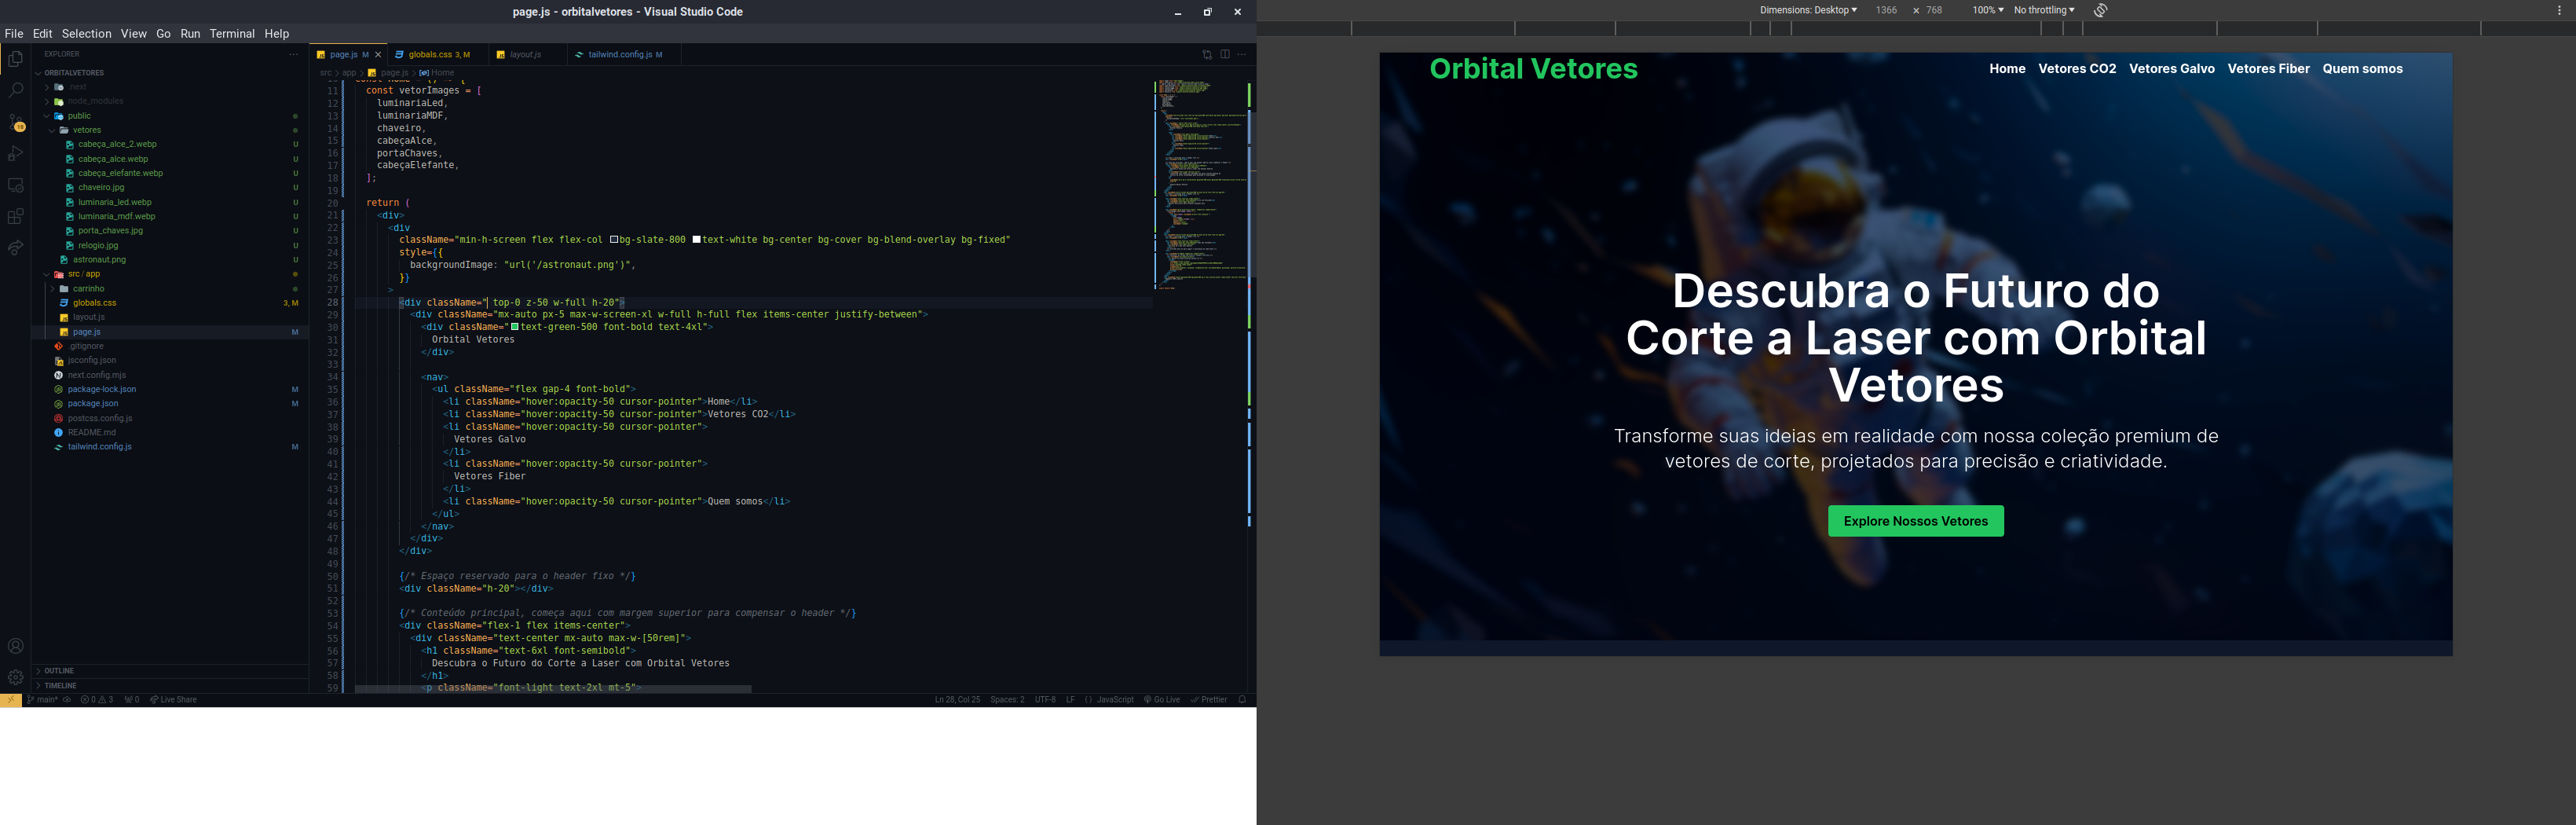 page.js - orbitalvetores - Visual Studio Code
File Edit Selection View Go Run Terminal Help
EXPLORER
ORBITALVETORES
.next
node_modules
public
vetores
cabeça_alce_2.webp U
cabeça_alce.webp U
cabeça_elefante.webp U
chaveiro.jpg U
luminaria_led.webp U
luminaria_mdf.webp U
porta_chaves.jpg U
relogio.jpg U
astronaut.png U
src / app
carrinho
globals.css 3, M
layout.js
page.js M
.gitignore
jsconfig.json
next.config.mjs
package-lock.json M
package.json M
postcss.config.js
README.md
tailwind.config.js M
OUTLINE
TIMELINE
page.js M globals.css 3, M layout.js tailwind.config.js M
src > app > page.js > Home
11 const vetorImages = [
12 luminariaLed,
13 luminariaMDF,
14 chaveiro,
15 cabeçaAlce,
16 portaChaves,
17 cabeçaElefante,
18 ];
19
20 return (
21 <div>
22 <div
23 className="min-h-screen flex flex-col bg-slate-800 text-white bg-center bg-cover bg-blend-overlay bg-fixed"
24 style={{
25 backgroundImage: "url('/astronaut.png')",
26 }}
27 >
28 <div className=" top-0 z-50 w-full h-20">
29 <div className="mx-auto px-5 max-w-screen-xl w-full h-full flex items-center justify-between">
30 <div className="text-green-500 font-bold text-4xl">
31 Orbital Vetores
32 </div>
33
34 <nav>
35 <ul className="flex gap-4 font-bold">
36 <li className="hover:opacity-50 cursor-pointer">Home</li>
37 <li className="hover:opacity-50 cursor-pointer">Vetores CO2</li>
38 <li className="hover:opacity-50 cursor-pointer">
39 Vetores Galvo
40 </li>
41 <li className="hover:opacity-50 cursor-pointer">
42 Vetores Fiber
43 </li>
44 <li className="hover:opacity-50 cursor-pointer">Quem somos</li>
45 </ul>
46 </nav>
47 </div>
48 </div>
49
50 {/* Espaço reservado para o header fixo */}
51 <div className="h-20"></div>
52
53 {/* Conteúdo principal, começa aqui com margem superior para compensar o header */}
54 <div className="flex-1 flex items-center">
55 <div className="text-center mx-auto max-w-[50rem]">
56 <h1 className="text-6xl font-semibold">
57 Descubra o Futuro do Corte a Laser com Orbital Vetores
58 </h1>
59 <p className="font-light text-2xl mt-5">
18
main* 0 3 0 Live Share
Ln 28, Col 25 Spaces: 2 UTF-8 LF {} JavaScript Go Live Prettier
Dimensions: Desktop 1366 × 768 100% No throttling
Orbital Vetores
Home Vetores CO2 Vetores Galvo Vetores Fiber Quem somos
Descubra o Futuro do
Corte a Laser com Orbital
Vetores
Transforme suas ideias em realidade com nossa coleção premium de
vetores de corte, projetados para precisão e criatividade.
Explore Nossos Vetores